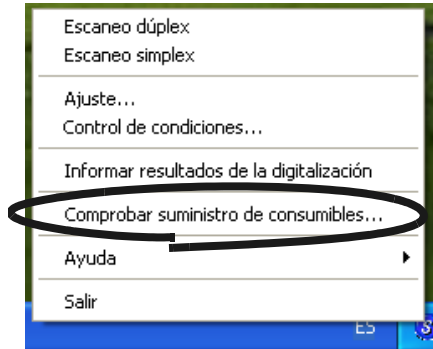 Escaneo dúplex
Escaneo simplex
Ajuste...
Control de condiciones...
Informar resultados de la digitalización
Comprobar suministro de consumibles...
Ayuda
Salir
ES
S